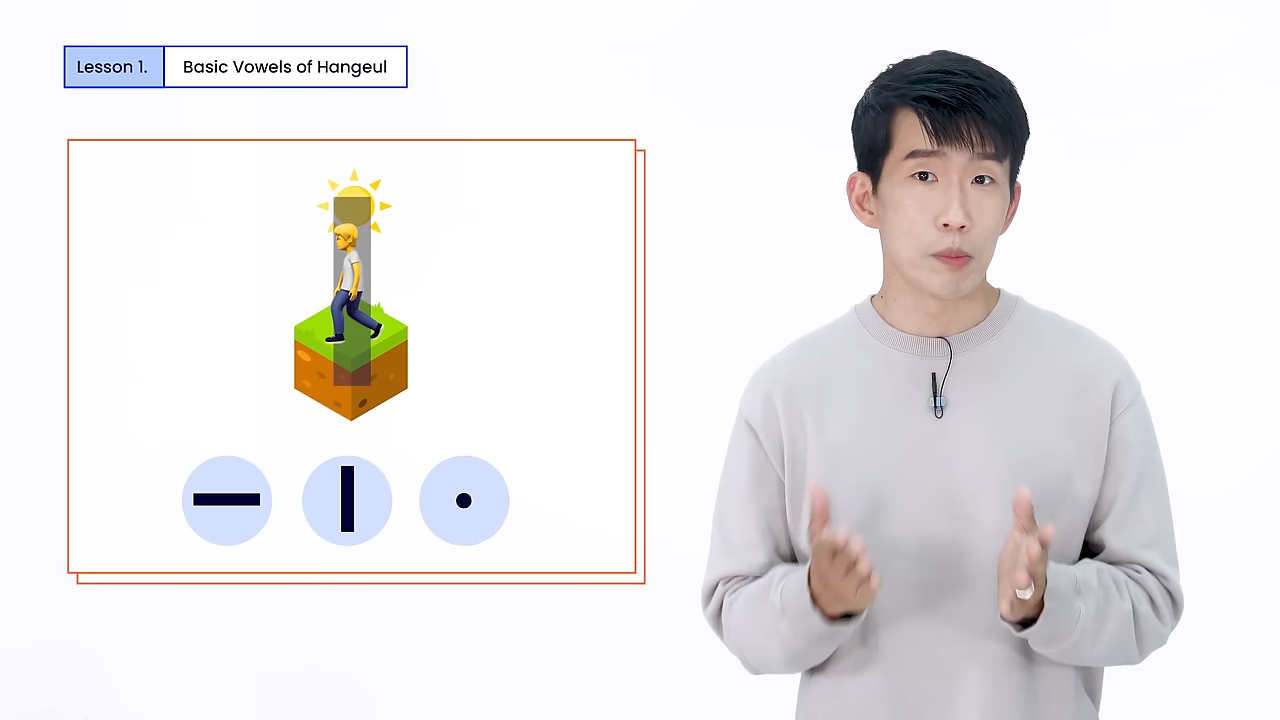 Lesson 1.
Basic Vowels of Hangeul
ㅡ ㅣ •